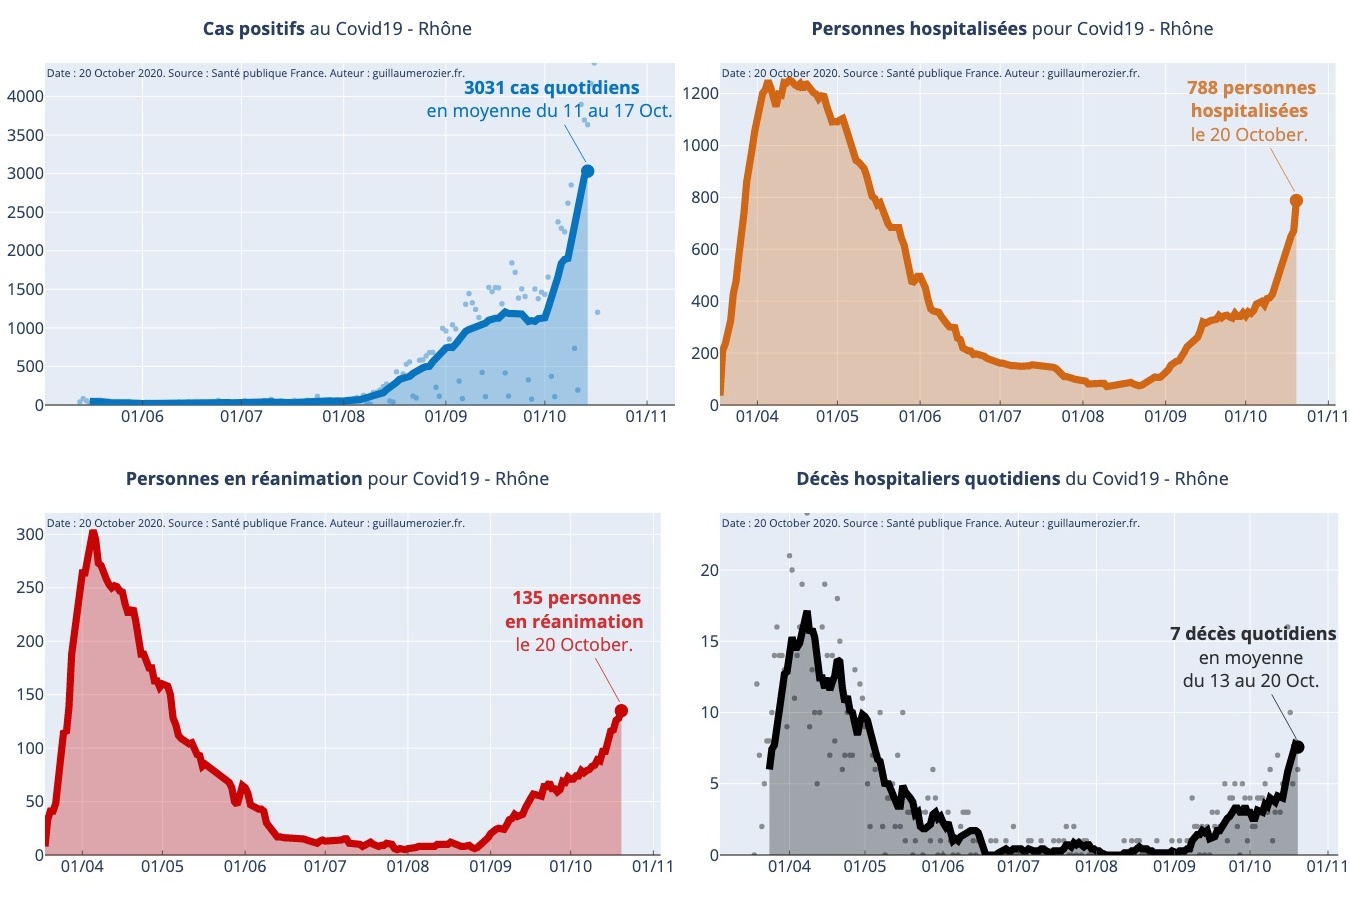 Cas positifs au Covid19 - Rhône
Date : 20 October 2020. Source : Santé publique France. Auteur : guillaumerozier.fr.
3031 cas quotidiens
en moyenne du 11 au 17 Oct.
4000
3500
3000
2500
2000
1500
1000
500
0
01/06 01/07 01/08 01/09 01/10 01/11
Personnes hospitalisées pour Covid19 - Rhône
Date : 20 October 2020. Source : Santé publique France. Auteur : guillaumerozier.fr.
788 personnes
hospitalisées
le 20 October.
1200
1000
800
600
400
200
0
01/04 01/05 01/06 01/07 01/08 01/09 01/10 01/11
Personnes en réanimation pour Covid19 - Rhône
Date : 20 October 2020. Source : Santé publique France. Auteur : guillaumerozier.fr.
135 personnes
en réanimation
le 20 October.
300
250
200
150
100
50
0
01/04 01/05 01/06 01/07 01/08 01/09 01/10 01/11
Décès hospitaliers quotidiens du Covid19 - Rhône
Date : 20 October 2020. Source : Santé publique France. Auteur : guillaumerozier.fr.
7 décès quotidiens
en moyenne
du 13 au 20 Oct.
20
15
10
5
0
01/04 01/05 01/06 01/07 01/08 01/09 01/10 01/11